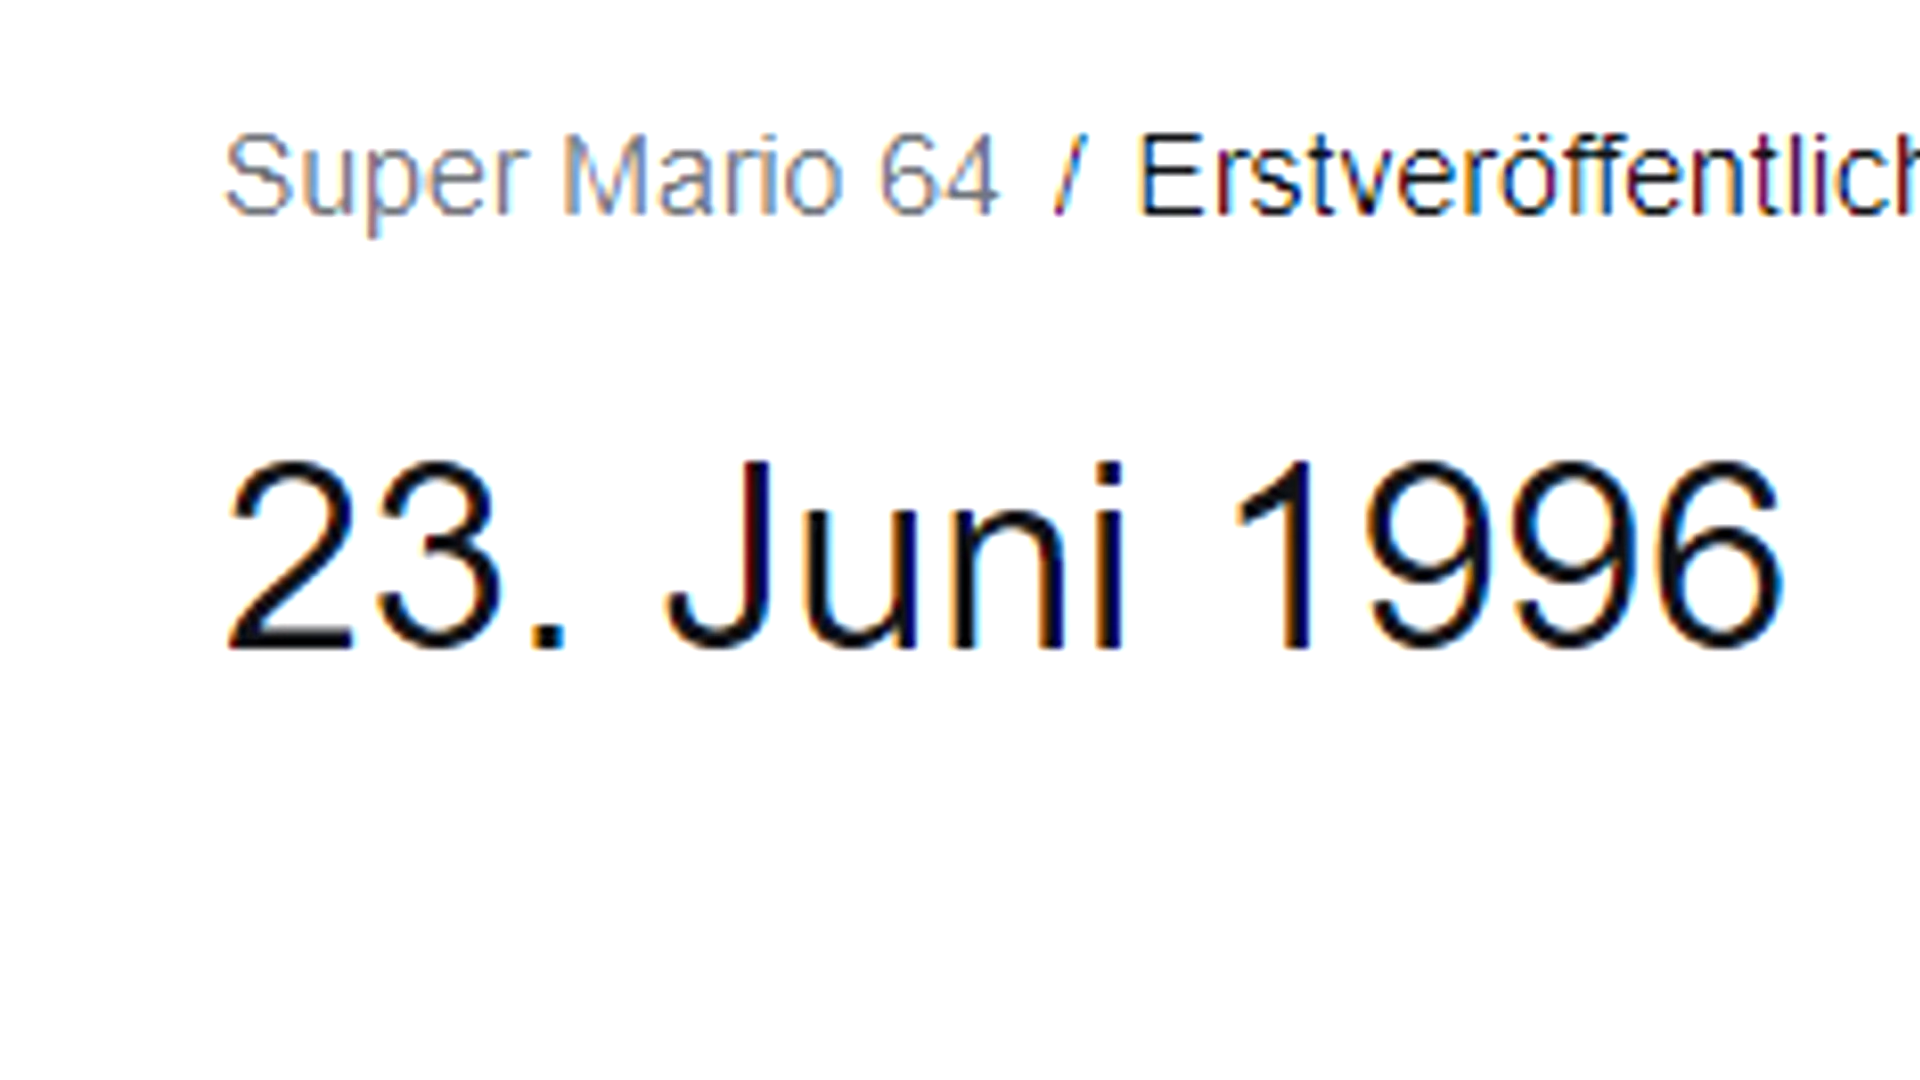 Super Mario 64 / Erstveröffentlich
23. Juni 1996